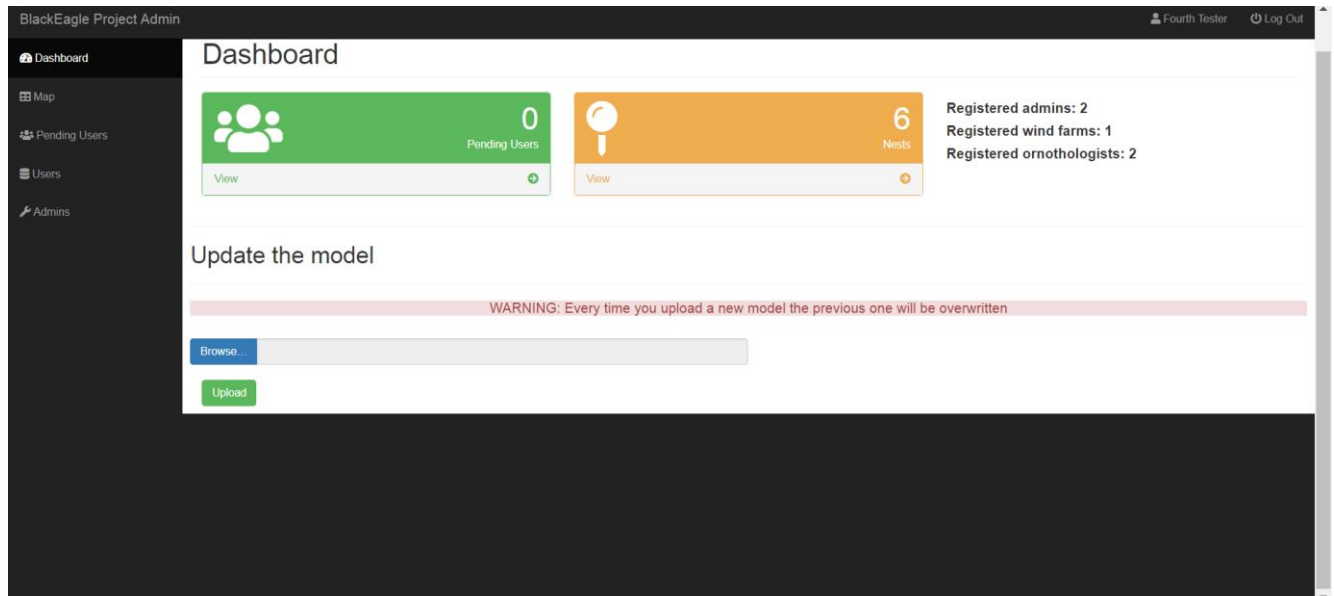 BlackEagle Project Admin
Fourth Tester
Log Out
Dashboard
Map
Pending Users
Users
Admins
Dashboard
0
Pending Users
View
6
Nests
View
Registered admins: 2
Registered wind farms: 1
Registered ornothologists: 2
Update the model
WARNING: Every time you upload a new model the previous one will be overwritten
Browse...
Upload